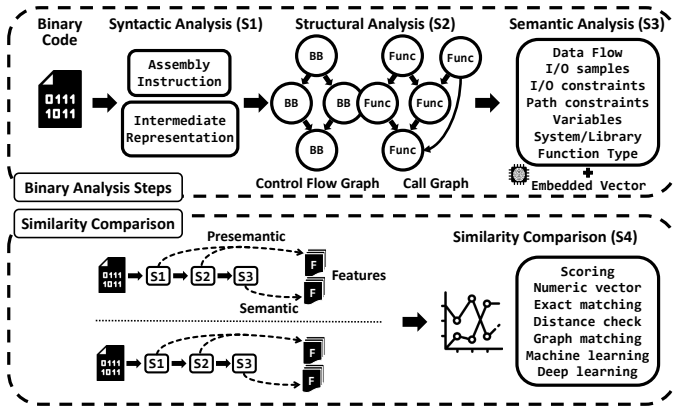 Binary
Code
Syntactic Analysis (S1)
Structural Analysis (S2)
Semantic Analysis (S3)
0111
1011
Assembly
Instruction
Intermediate
Representation
BB
BB
BB
BB
Control Flow Graph
Func
Func
Func
Func
Func
Call Graph
Data Flow
I/O samples
I/O constraints
Path constraints
Variables
System/Library
Function Type
+
Embedded Vector
Binary Analysis Steps
Similarity Comparison
Presemantic
0111
1011
S1
S2
S3
F
F
Features
Semantic
0111
1011
S1
S2
S3
F
F
Similarity Comparison (S4)
Scoring
Numeric vector
Exact matching
Distance check
Graph matching
Machine learning
Deep learning